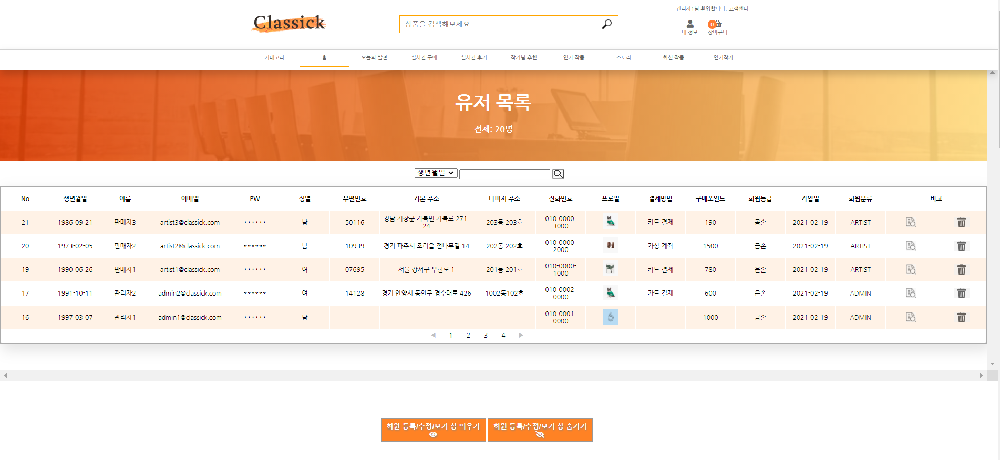 관리자1님 환영합니다. 고객센터
Classick
상품을 검색해보세요
0
내 정보
장바구니
카테고리 홈 오늘의 발견 실시간 구매 실시간 후기 작가님 추천 인기 작품 스토리 최신 작품 인기작가
유저 목록
전체: 20명
생년월일
No 생년월일 이름 이메일 PW 성별 우편번호 기본 주소 나머지 주소 전화번호 프로필 결제방법 구매포인트 회원등급 가입일 회원분류 비고
21 1986-09-21 판매자3 artist3@classick.com ****** 남 50116 경남 거창군 가북면 가북로 271-24 203동 203호 010-0000-3000 카드 결제 190 곰손 2021-02-19 ARTIST
20 1973-02-05 판매자2 artist2@classick.com ****** 남 10939 경기 파주시 조리읍 전나무길 14 202동 202호 010-0000-2000 가상 계좌 1500 금손 2021-02-19 ARTIST
19 1990-06-26 판매자1 artist1@classick.com ****** 여 07695 서울 강서구 우현로 1 201동 201호 010-0000-1000 카드 결제 780 은손 2021-02-19 ARTIST
17 1991-10-11 관리자2 admin2@classick.com ****** 여 14128 경기 안양시 동안구 경수대로 426 1002동102호 010-0002-0000 카드 결제 600 은손 2021-02-19 ADMIN
16 1997-03-07 관리자1 admin1@classick.com ****** 남 010-0001-0000 1000 금손 2021-02-19 ADMIN
1 2 3 4
회원 등록/수정/보기 창 띄우기
회원 등록/수정/보기 창 숨기기